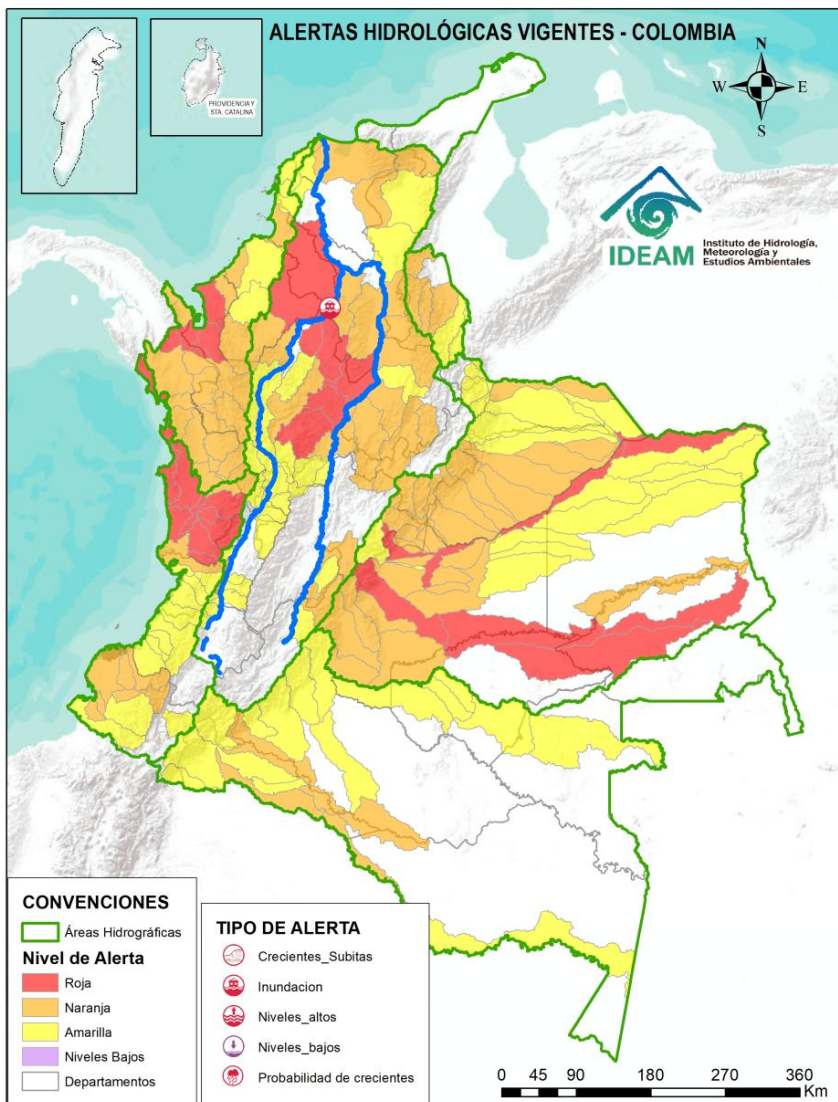 ALERTAS HIDROLÓGICAS VIGENTES - COLOMBIA
PROVIDENCIA Y
STA. CATALINA
N
W
E
S
IDEAM
Instituto de Hidrología,
Meteorología y
Estudios Ambientales
CONVENCIONES
Áreas Hidrográficas
Nivel de Alerta
Roja
Naranja
Amarilla
Niveles Bajos
Departamentos
TIPO DE ALERTA
Crecientes_Subitas
Inundacion
Niveles_altos
Niveles_bajos
Probabilidad de crecientes
0 45 90 180 270 360
Km